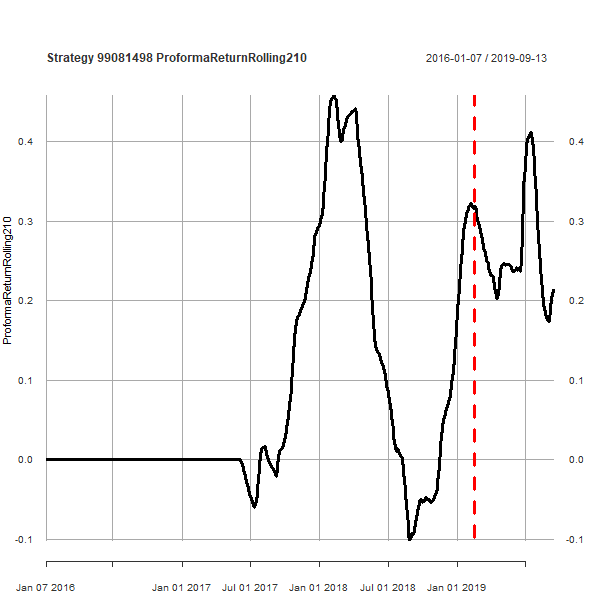 Strategy 99081498 ProformaReturnRolling210
2016-01-07 / 2019-09-13
ProformaReturnRolling210
0.4
0.3
0.2
0.1
0.0
-0.1
0.4
0.3
0.2
0.1
0.0
-0.1
Jan 07 2016
Jan 01 2017
Jul 01 2017
Jan 01 2018
Jul 01 2018
Jan 01 2019